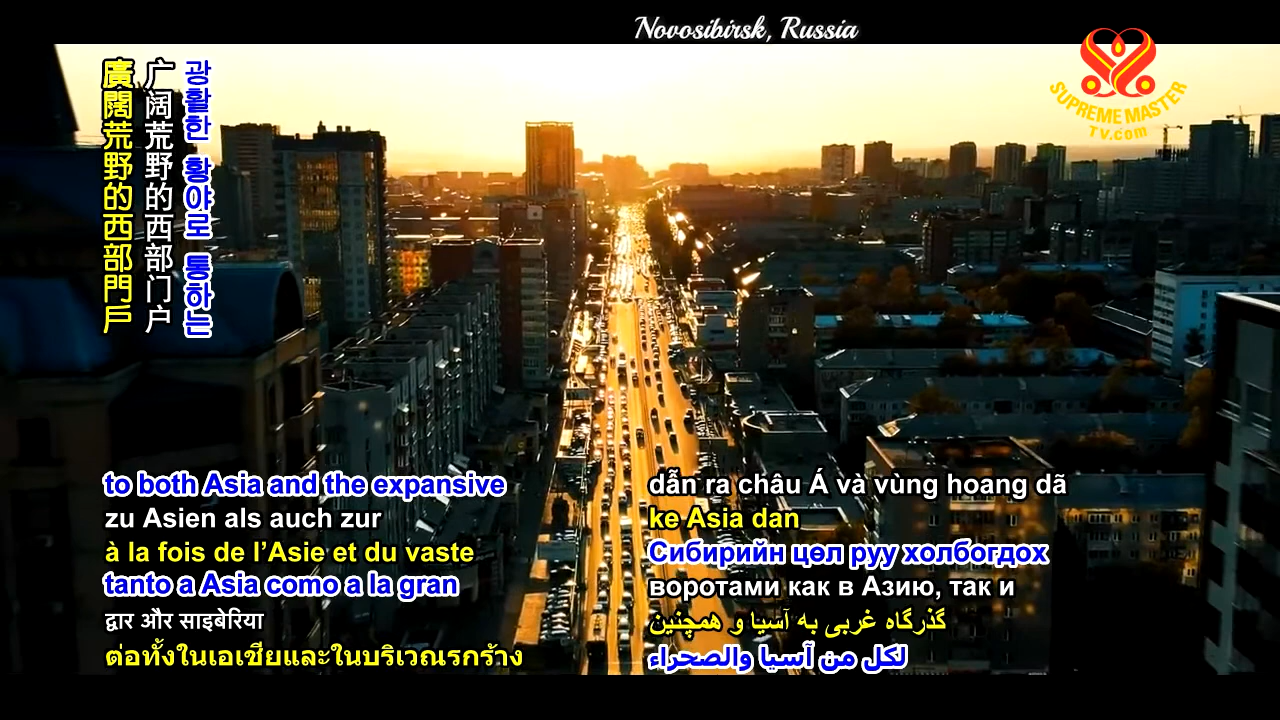 Novosibirsk, Russia
SUPREME MASTER
TV.com
廣闊荒野的西部門戶
广阔荒野的西部门户
광활한 황야로 통하는
to both Asia and the expansive
zu Asien als auch zur
à la fois de l’Asie et du vaste
tanto a Asia como a la gran
द्वार और साइबेरिया
ต่อทั้งในเอเชียและในบริเวณรกร้าง
dẫn ra châu Á và vùng hoang dã
ke Asia dan
Сибирийн цөл руу холбогдох
воротами как в Азию, так и
گذرگاه غربی به آسیا و همچنین
لكل من آسيا والصحراء